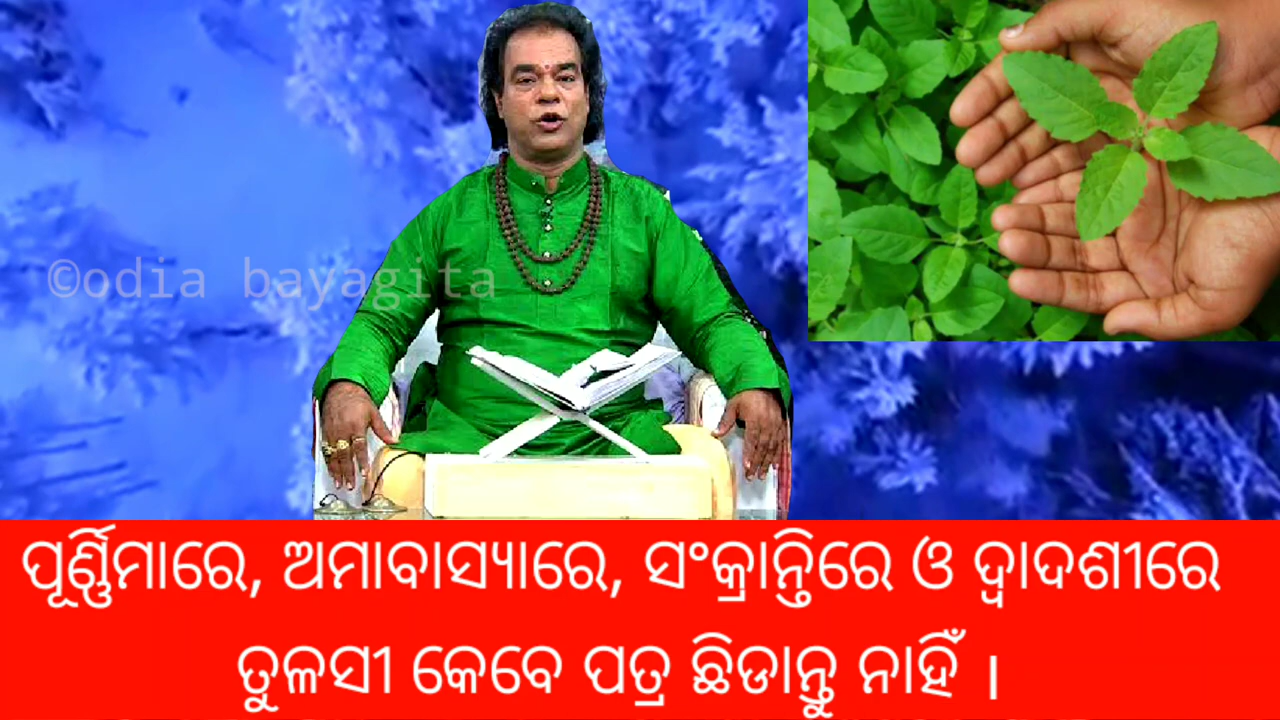 ©odia bayagita
ପୂର୍ଣ୍ଣିମାରେ, ଅମାବାସ୍ୟାରେ, ସଂକ୍ରାନ୍ତିରେ ଓ ଦ୍ଵାଦଶୀରେ
ତୁଳସୀ କେବେ ପତ୍ର ଛିଡାନ୍ତୁ ନାହିଁ ।